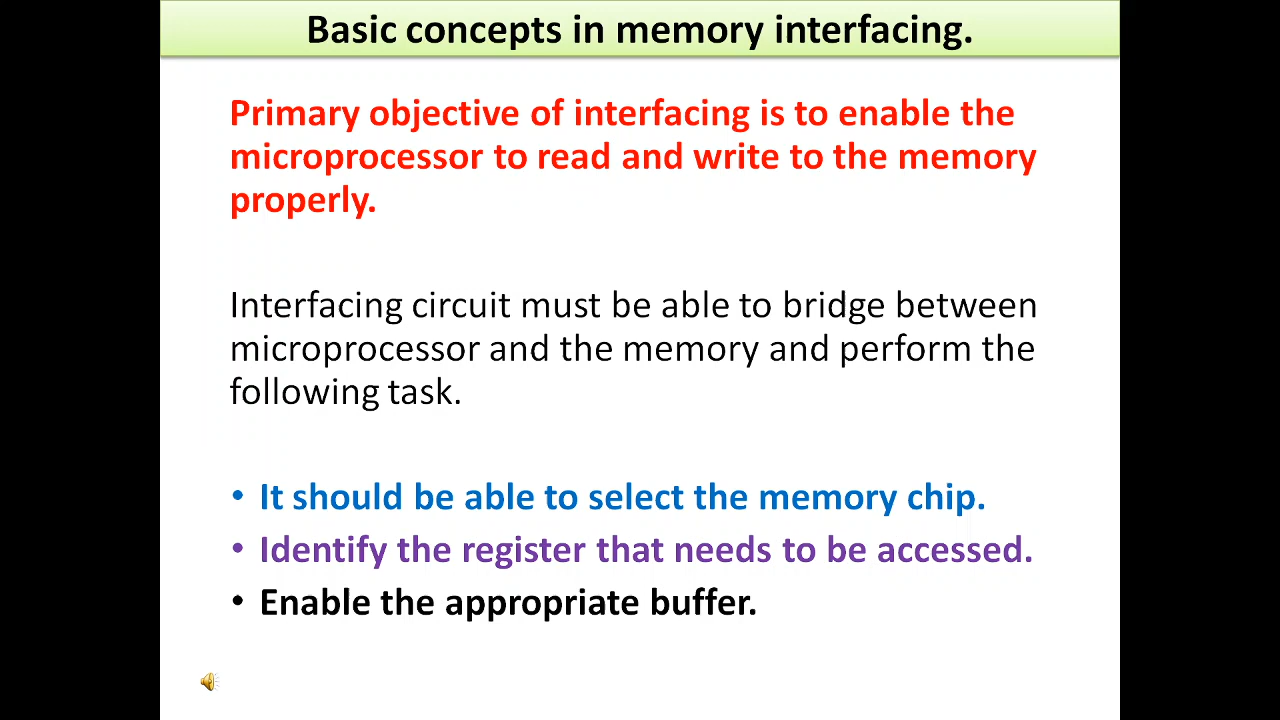 Basic concepts in memory interfacing.
Primary objective of interfacing is to enable the
microprocessor to read and write to the memory
properly.
Interfacing circuit must be able to bridge between
microprocessor and the memory and perform the
following task.
• It should be able to select the memory chip.
• Identify the register that needs to be accessed.
• Enable the appropriate buffer.